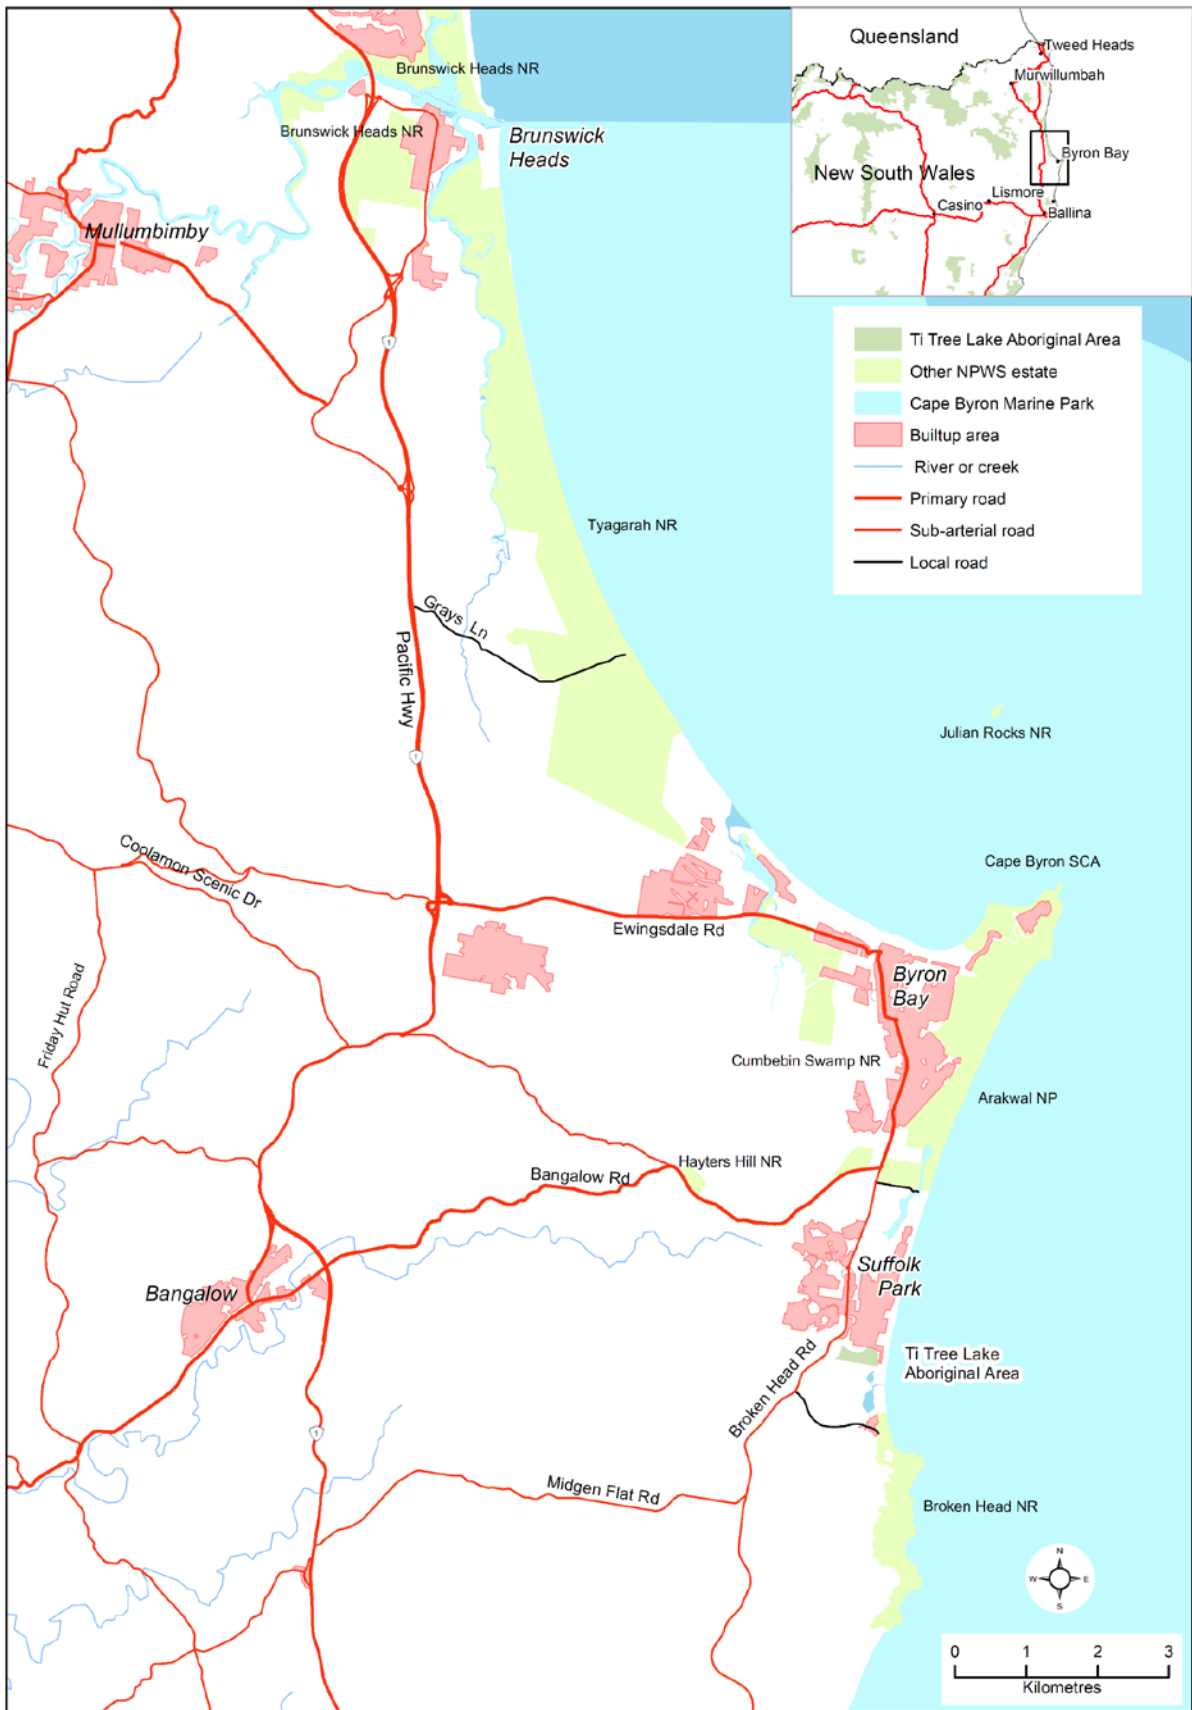 Queensland
Tweed Heads
Murwillumbah
Byron Bay
New South Wales
Lismore
Casino
Ballina
Brunswick Heads NR
Brunswick Heads NR
Brunswick
Heads
Mullumbimby
1
Ti Tree Lake Aboriginal Area
Other NPWS estate
Cape Byron Marine Park
Builtup area
River or creek
Primary road
Sub-arterial road
Local road
Tyagarah NR
Grays Ln
Pacific Hwy
1
Julian Rocks NR
Coolamon Scenic Dr
Cape Byron SCA
Ewingsdale Rd
Byron
Bay
Friday Hut Road
Cumbebin Swamp NR
Arakwal NP
Hayters Hill NR
Bangalow Rd
Suffolk
Park
Bangalow
Ti Tree Lake
Aboriginal Area
Broken Head Rd
1
Midgen Flat Rd
Broken Head NR
N
W
E
S
0 1 2 3
Kilometres